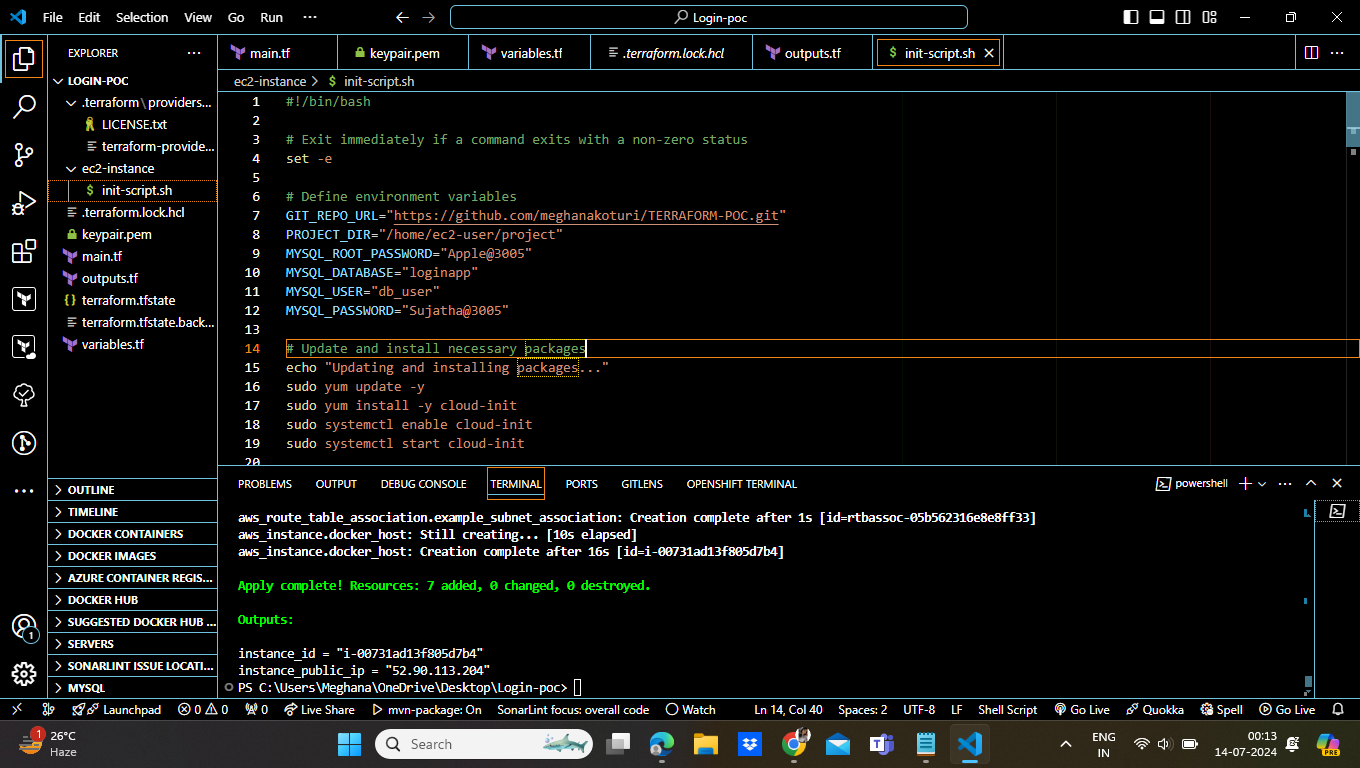 File Edit Selection View Go Run ··· Login-poc
EXPLORER ···
main.tf keypair.pem variables.tf .terraform.lock.hcl outputs.tf $ init-script.sh
LOGIN-POC
.terraform\providers...
LICENSE.txt
terraform-provide...
ec2-instance
$ init-script.sh
.terraform.lock.hcl
keypair.pem
main.tf
outputs.tf
{} terraform.tfstate
terraform.tfstate.back...
variables.tf
OUTLINE
TIMELINE
DOCKER CONTAINERS
DOCKER IMAGES
AZURE CONTAINER REGIS...
DOCKER HUB
SUGGESTED DOCKER HUB ...
SERVERS
SONARLINT ISSUE LOCATI...
MYSQL
1
ec2-instance > $ init-script.sh
1 #!/bin/bash
2
3 # Exit immediately if a command exits with a non-zero status
4 set -e
5
6 # Define environment variables
7 GIT_REPO_URL="https://github.com/meghanakoturi/TERRAFORM-POC.git"
8 PROJECT_DIR="/home/ec2-user/project"
9 MYSQL_ROOT_PASSWORD="Apple@3005"
10 MYSQL_DATABASE="loginapp"
11 MYSQL_USER="db_user"
12 MYSQL_PASSWORD="Sujatha@3005"
13
14 # Update and install necessary packages
15 echo "Updating and installing packages..."
16 sudo yum update -y
17 sudo yum install -y cloud-init
18 sudo systemctl enable cloud-init
19 sudo systemctl start cloud-init
20
PROBLEMS OUTPUT DEBUG CONSOLE TERMINAL PORTS GITLENS OPENSHIFT TERMINAL powershell
aws_route_table_association.example_subnet_association: Creation complete after 1s [id=rtbassoc-05b562316e8e8ff33]
aws_instance.docker_host: Still creating... [10s elapsed]
aws_instance.docker_host: Creation complete after 16s [id=i-00731ad13f805d7b4]
Apply complete! Resources: 7 added, 0 changed, 0 destroyed.
Outputs:
instance_id = "i-00731ad13f805d7b4"
instance_public_ip = "52.90.113.204"
PS C:\Users\Meghana\OneDrive\Desktop\Login-poc>
Launchpad 0 0 0 Live Share mvn-package: On SonarLint focus: overall code Watch Ln 14, Col 40 Spaces: 2 UTF-8 LF Shell Script Go Live Quokka Spell Go Live
1 26°C
Haze
Search
ENG
IN
00:13
14-07-2024
PRE